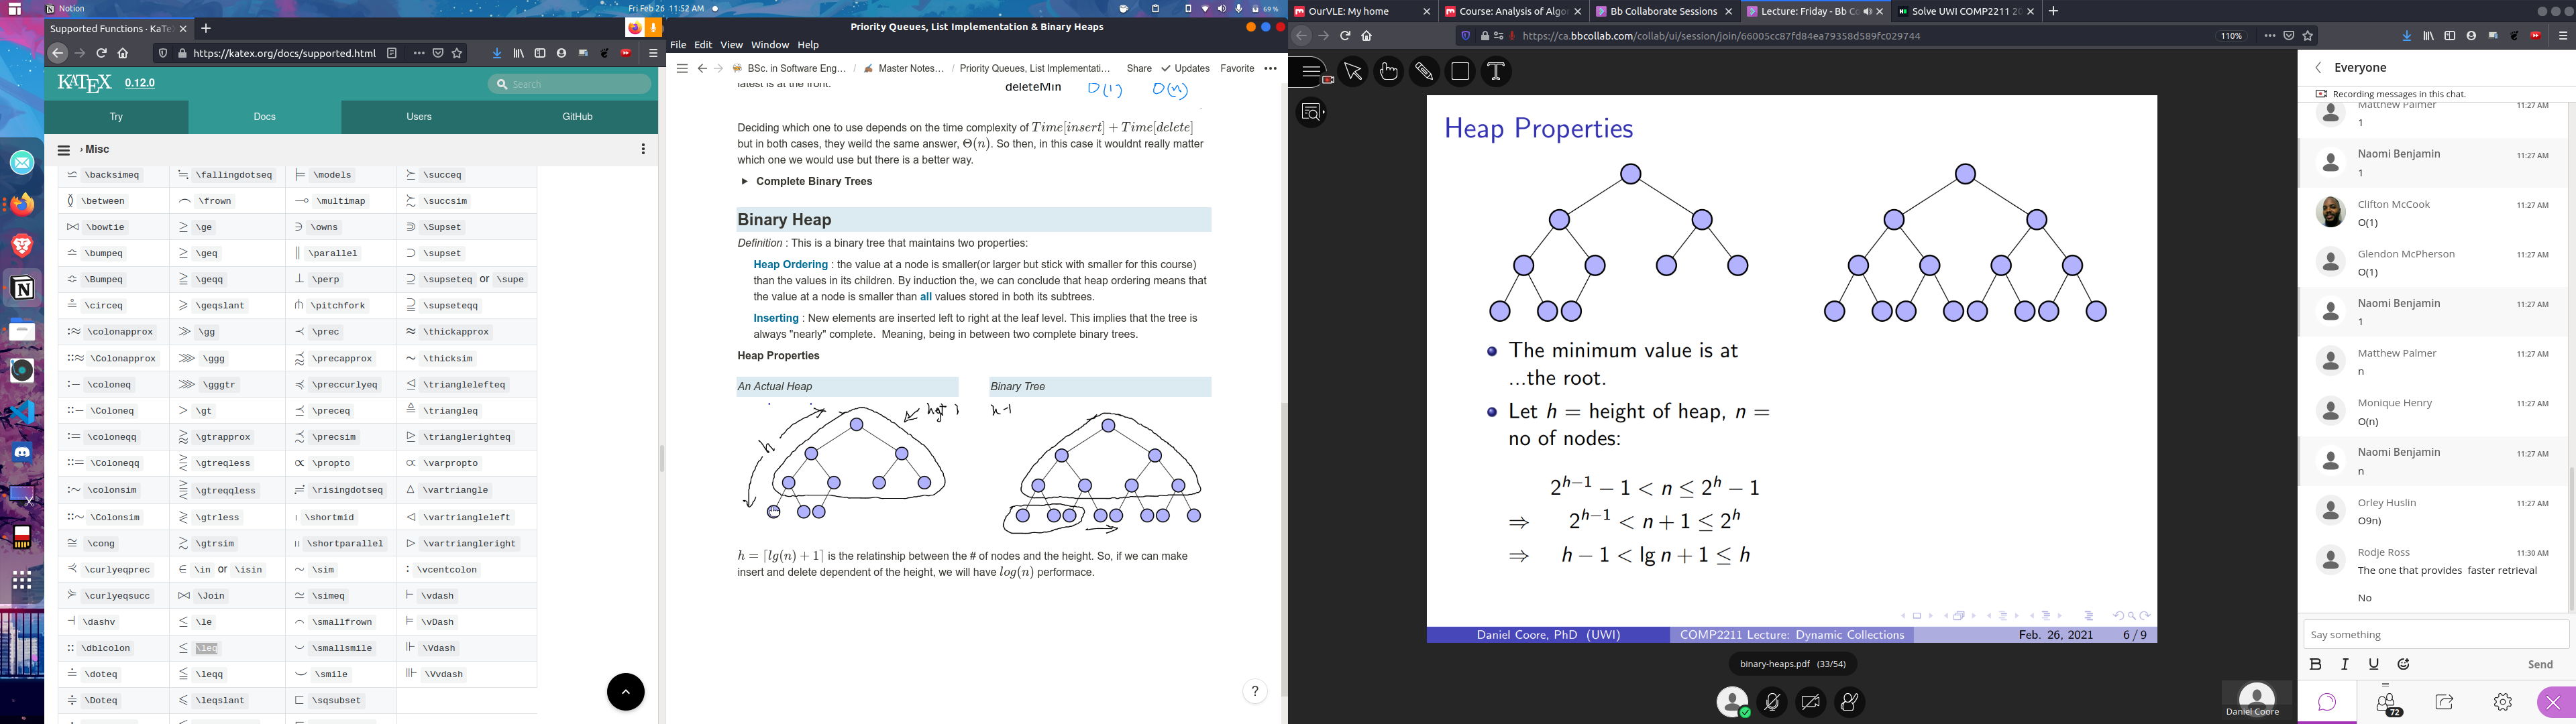 Notion
Fri Feb 26 11:52 AM
69 %
Supported Functions · KaTeX
https://katex.org/docs/supported.html
KATEX 0.12.0
Search
Try Docs Users GitHub
› Misc
\backsimeq \fallingdotseq \models \succeq
\between \frown \multimap \succsim
\bowtie \ge \owns \Supset
\bumpeq \geq \parallel \supset
\Bumpeq \geqq \perp \supseteq or \supe
\circeq \geqslant \pitchfork \supseteqq
\colonapprox \gg \prec \thickapprox
\Colonapprox \ggg \precapprox \thicksim
\coloneq \gggtr \preccurlyeq \trianglelefteq
\Coloneq \gt \preceq \triangleq
\coloneqq \gtrapprox \precsim \trianglerighteq
\Coloneqq \gtreqless \propto \varpropto
\colonsim \gtreqqless \risingdotseq \vartriangle
\Colonsim \gtrless \shortmid \vartriangleleft
\cong \gtrsim \shortparallel \vartriangleright
\curlyeqprec \in or \isin \sim \vcentcolon
\curlyeqsucc \Join \simeq \vdash
\dashv \le \smallfrown \vDash
\dblcolon \leq \smallsmile \Vdash
\doteq \leqq \smile \Vvdash
\Doteq \leqslant \sqsubset
Priority Queues, List Implementation & Binary Heaps
File Edit View Window Help
BSc. in Software Eng... / Master Notes... / Priority Queues, List Implementati... Share Updates Favorite •••
latest is at the front.
deleteMin O(1) O(n)
Deciding which one to use depends on the time complexity of Time[insert] + Time[delete]
but in both cases, they weild the same answer, Θ(n). So then, in this case it wouldnt really matter
which one we would use but there is a better way.
Complete Binary Trees
Binary Heap
Definition : This is a binary tree that maintains two properties:
Heap Ordering : the value at a node is smaller(or larger but stick with smaller for this course)
than the values in its children. By induction the, we can conclude that heap ordering means that
the value at a node is smaller than all values stored in both its subtrees.
Inserting : New elements are inserted left to right at the leaf level. This implies that the tree is
always "nearly" complete. Meaning, being in between two complete binary trees.
Heap Properties
An Actual Heap Binary Tree
h
hgt
h-1
h = ⌈lg(n) + 1⌉ is the relatinship between the # of nodes and the height. So, if we can make
insert and delete dependent of the height, we will have log(n) performace.
?
OurVLE: My home
Course: Analysis of Algo
Bb Collaborate Sessions
Lecture: Friday - Bb Co
Solve UWI COMP2211 20
https://ca.bbcollab.com/collab/ui/session/join/66005cc87fd84ea79358d589fc029744
110%
Heap Properties
The minimum value is at
...the root.
Let h = height of heap, n =
no of nodes:
2^{h−1} − 1 < n ≤ 2^h − 1
⇒ 2^{h−1} < n + 1 ≤ 2^h
⇒ h − 1 < lg n + 1 ≤ h
Daniel Coore, PhD (UWI) COMP2211 Lecture: Dynamic Collections Feb. 26, 2021 6 / 9
binary-heaps.pdf (33/54)
Daniel Coore
Everyone
Recording messages in this chat.
Matthew Palmer 11:27 AM
1
Naomi Benjamin 11:27 AM
1
Clifton McCook 11:27 AM
O(1)
Glendon McPherson 11:27 AM
O(1)
Naomi Benjamin 11:27 AM
1
Matthew Palmer 11:27 AM
n
Monique Henry 11:27 AM
O(n)
Naomi Benjamin 11:27 AM
n
Orley Huslin 11:27 AM
O9n)
Rodje Ross 11:30 AM
The one that provides faster retrieval
No
Say something
B I U Send
72